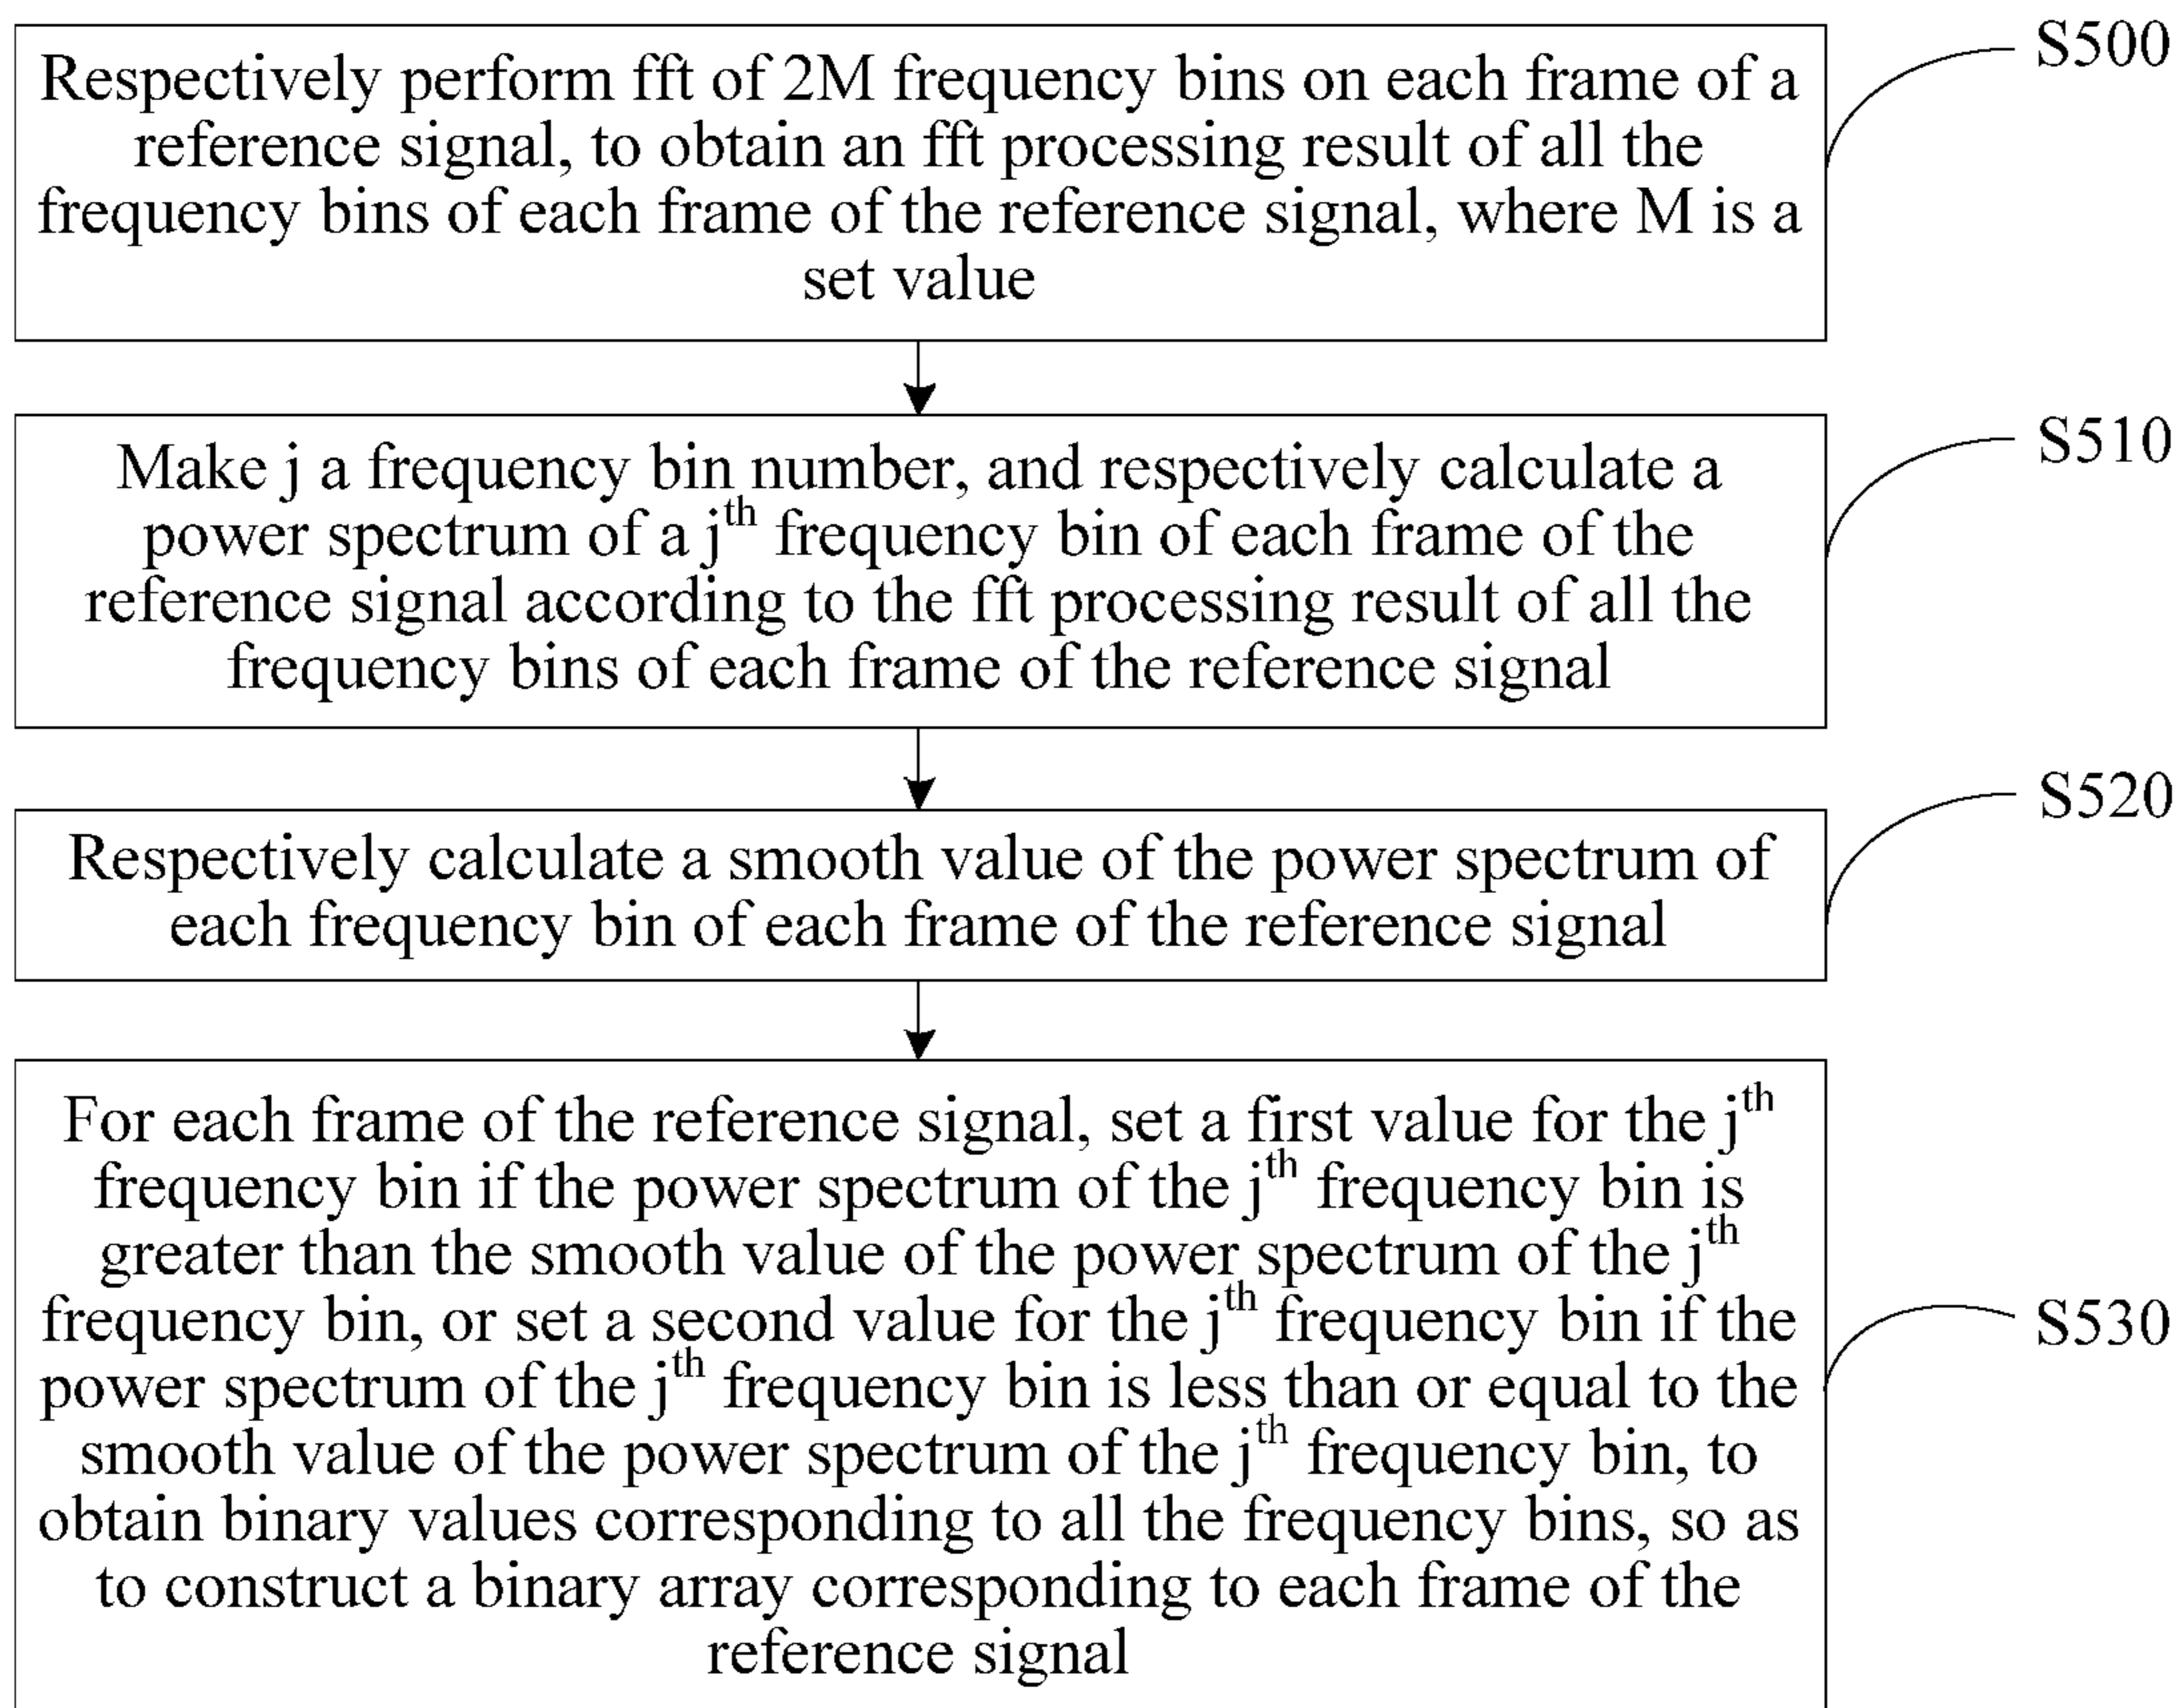 Respectively perform fft of 2M frequency bins on each frame of a
reference signal, to obtain an fft processing result of all the
frequency bins of each frame of the reference signal, where M is a
set value
S500
Make j a frequency bin number, and respectively calculate a
power spectrum of a jth frequency bin of each frame of the
reference signal according to the fft processing result of all the
frequency bins of each frame of the reference signal
S510
Respectively calculate a smooth value of the power spectrum of
each frequency bin of each frame of the reference signal
S520
For each frame of the reference signal, set a first value for the jth
frequency bin if the power spectrum of the jth frequency bin is
greater than the smooth value of the power spectrum of the jth
frequency bin, or set a second value for the jth frequency bin if the
power spectrum of the jth frequency bin is less than or equal to the
smooth value of the power spectrum of the jth frequency bin, to
obtain binary values corresponding to all the frequency bins, so as
to construct a binary array corresponding to each frame of the
reference signal
S530